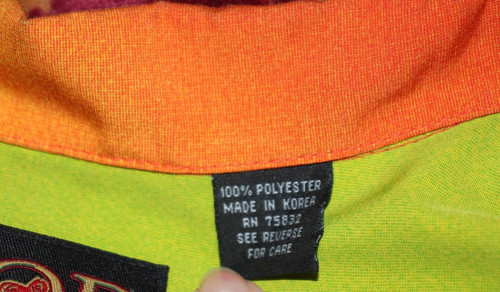 100% POLYESTER
MADE IN KOREA
RN 75832
SEE REVERSE
FOR CARE